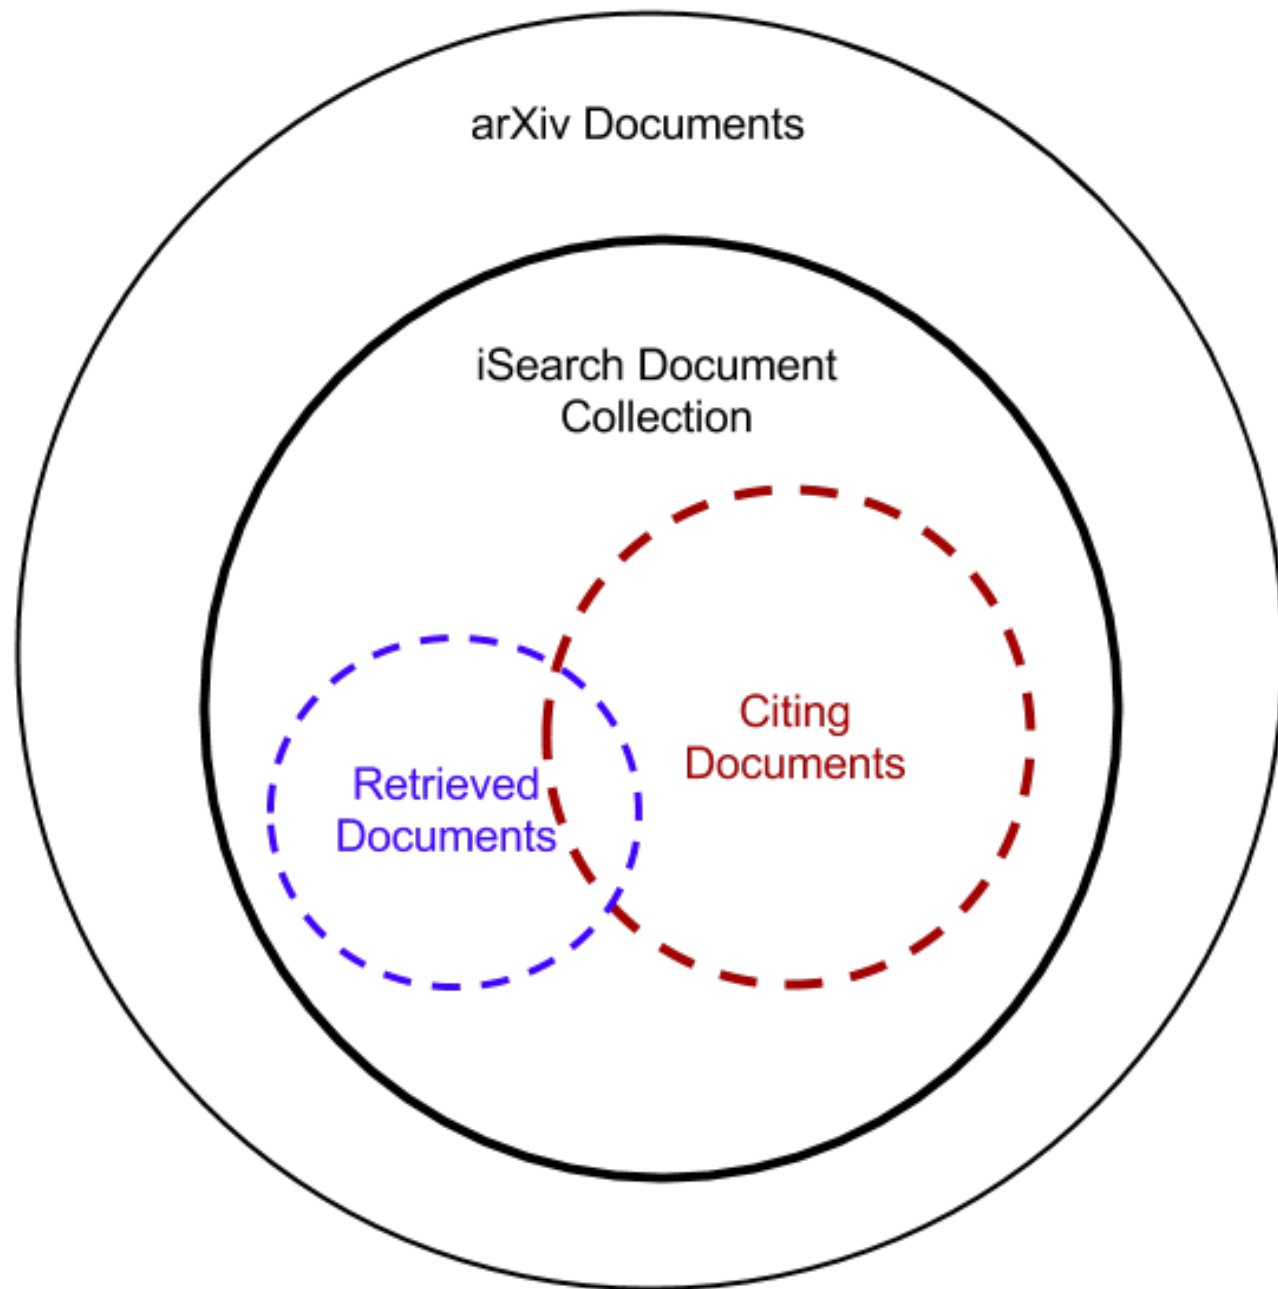 arXiv Documents
iSearch Document
Collection
Citing
Documents
Retrieved
Documents